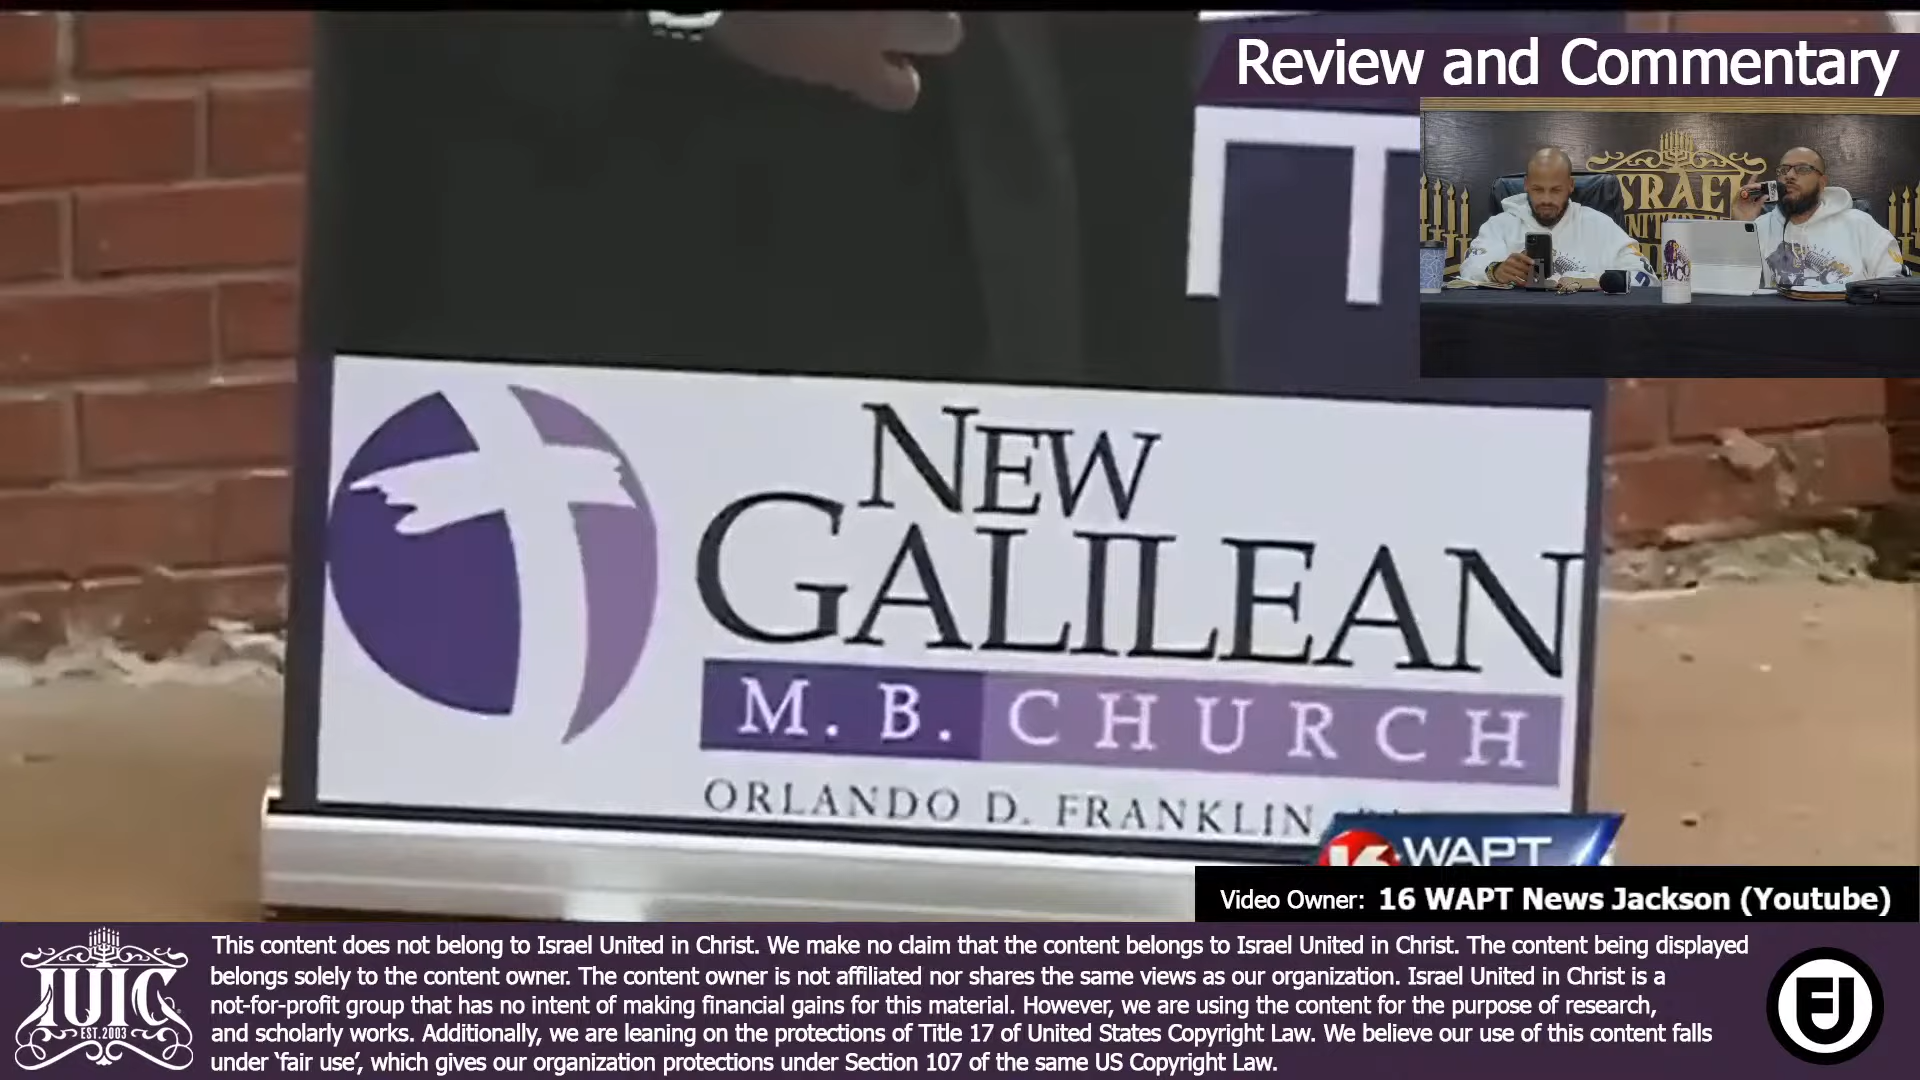 Review and Commentary
ISRAEL
UNITED IN
NEW
GALILEAN
M. B. CHURCH
ORLANDO D. FRANKLIN
16 WAPT
Video Owner: 16 WAPT News Jackson (Youtube)
IUIC
EST. 2003
This content does not belong to Israel United in Christ. We make no claim that the content belongs to Israel United in Christ. The content being displayed
belongs solely to the content owner. The content owner is not affiliated nor shares the same views as our organization. Israel United in Christ is a
not-for-profit group that has no intent of making financial gains for this material. However, we are using the content for the purpose of research,
and scholarly works. Additionally, we are leaning on the protections of Title 17 of United States Copyright Law. We believe our use of this content falls
under ‘fair use’, which gives our organization protections under Section 107 of the same US Copyright Law.